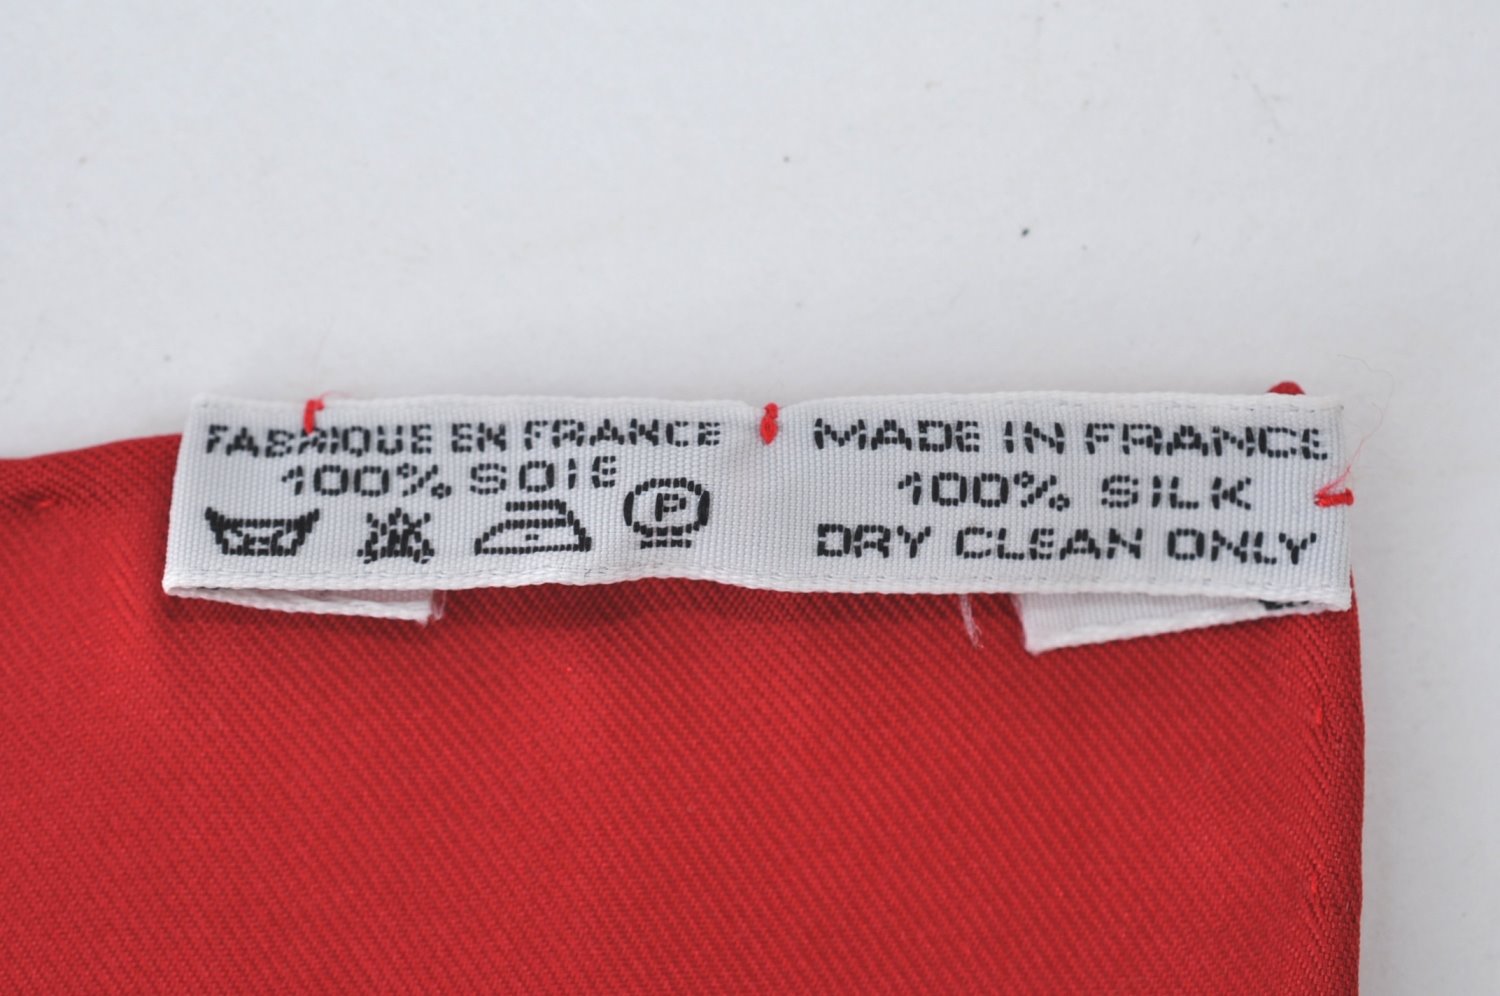 FABRIQUE EN FRANCE
100% SOIE
P
MADE IN FRANCE
100% SILK
DRY CLEAN ONLY